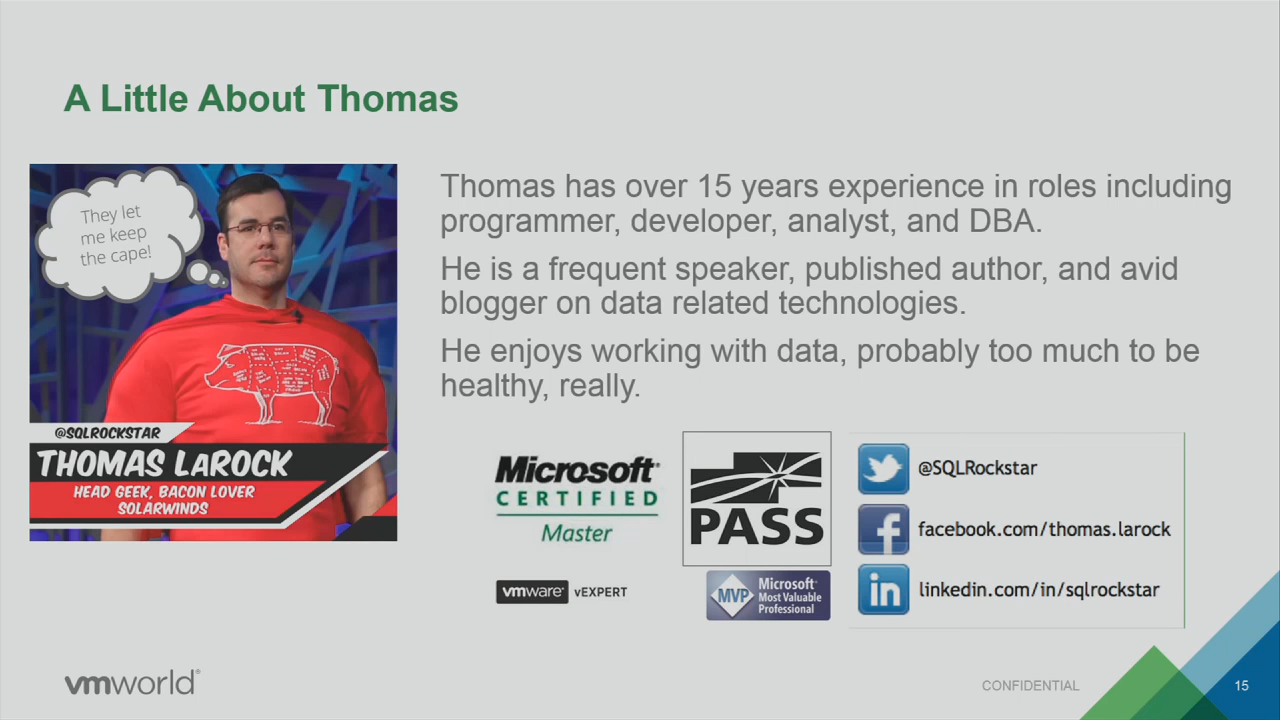 A Little About Thomas
They let
me keep
the cape!
@SQLROCKSTAR
THOMAS LAROCK
HEAD GEEK, BACON LOVER
SOLARWINDS
Thomas has over 15 years experience in roles including
programmer, developer, analyst, and DBA.
He is a frequent speaker, published author, and avid
blogger on data related technologies.
He enjoys working with data, probably too much to be
healthy, really.
Microsoft®
CERTIFIED
Master
PASS
vmware® vEXPERT
MVP
Microsoft®
Most Valuable
Professional
@SQLRockstar
facebook.com/thomas.larock
linkedin.com/in/sqlrockstar
vmworld®
CONFIDENTIAL
15